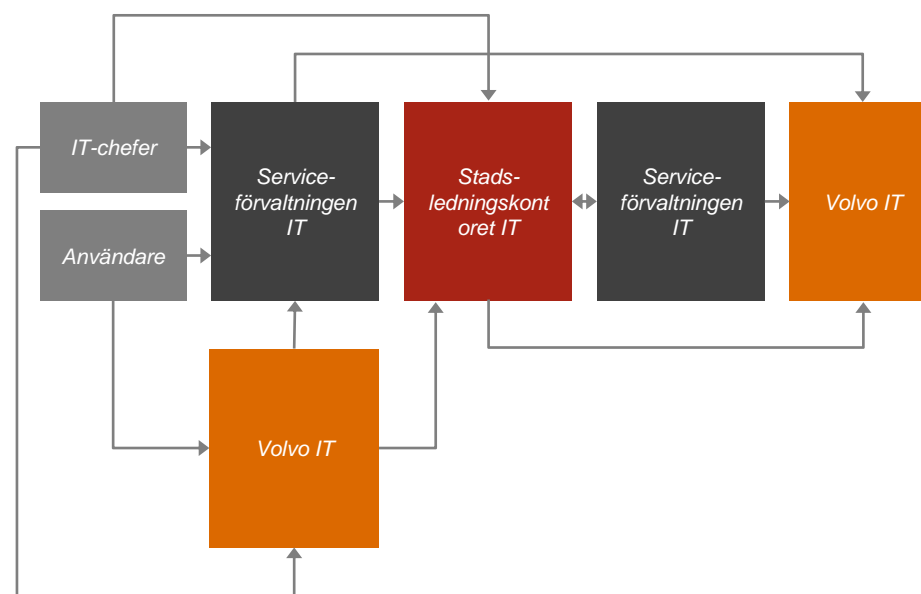 IT-chefer
Användare
Service-
förvaltningen
IT
Stads-
ledningskont
oret IT
Service-
förvaltningen
IT
Volvo IT
Volvo IT